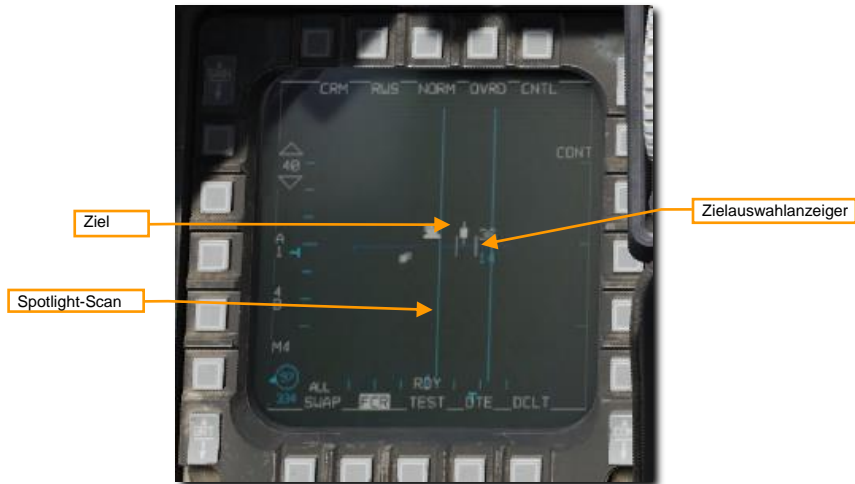 CRM RWS NORM OVRD CNTL
40
CONT
Ziel
Zielauswahlanzeiger
A
1
4
B
Spotlight-Scan
M4
ALL
RDY
334
SWAP FCR TEST DTE DCLT